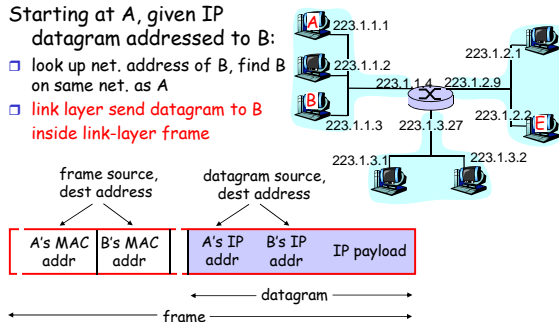 Starting at A, given IP
datagram addressed to B:
look up net. address of B, find B
on same net. as A
link layer send datagram to B
inside link-layer frame
A
223.1.1.1
223.1.1.2
B
223.1.1.3
223.1.1.4
223.1.2.9
223.1.2.1
223.1.2.2
E
223.1.3.27
223.1.3.1
223.1.3.2
frame source,
dest address
datagram source,
dest address
A's MAC
addr
B's MAC
addr
A's IP
addr
B's IP
addr
IP payload
datagram
frame